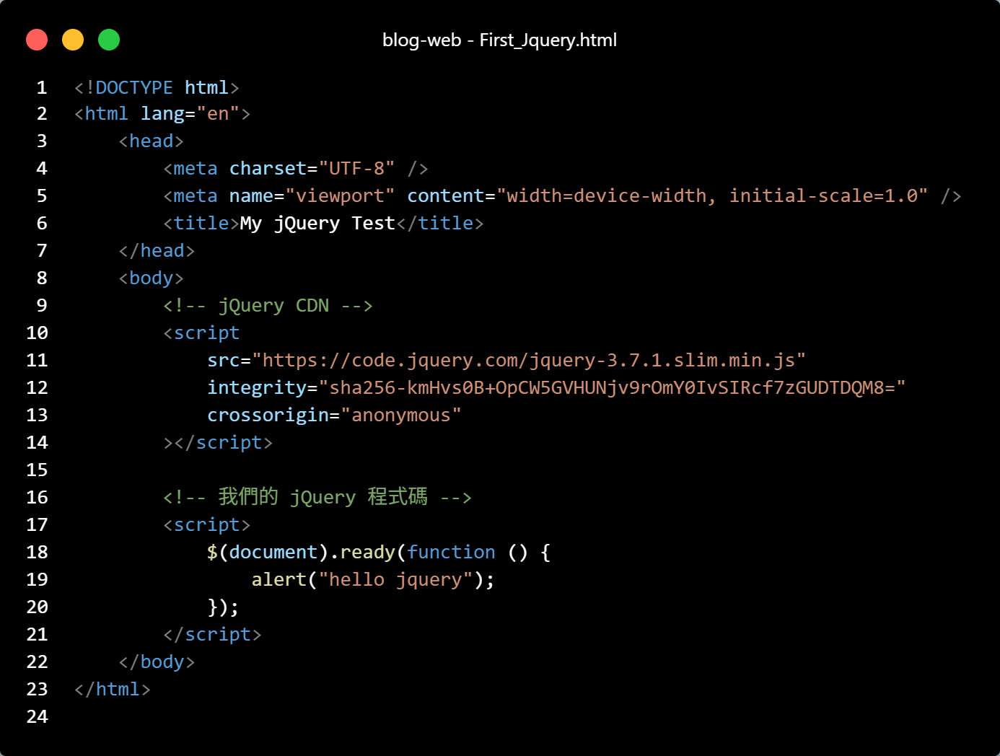 blog-web - First_Jquery.html
1 <!DOCTYPE html>
2 <html lang="en">
3     <head>
4         <meta charset="UTF-8" />
5         <meta name="viewport" content="width=device-width, initial-scale=1.0" />
6         <title>My jQuery Test</title>
7     </head>
8     <body>
9         <!-- jQuery CDN -->
10         <script
11             src="https://code.jquery.com/jquery-3.7.1.slim.min.js"
12             integrity="sha256-kmHvs0B+OpCW5GVHUNjv9rOmY0IvSIRcf7zGUDTDQM8="
13             crossorigin="anonymous"
14         ></script>
15
16         <!-- 我們的 jQuery 程式碼 -->
17         <script>
18             $(document).ready(function () {
19                 alert("hello jquery");
20             });
21         </script>
22     </body>
23 </html>
24